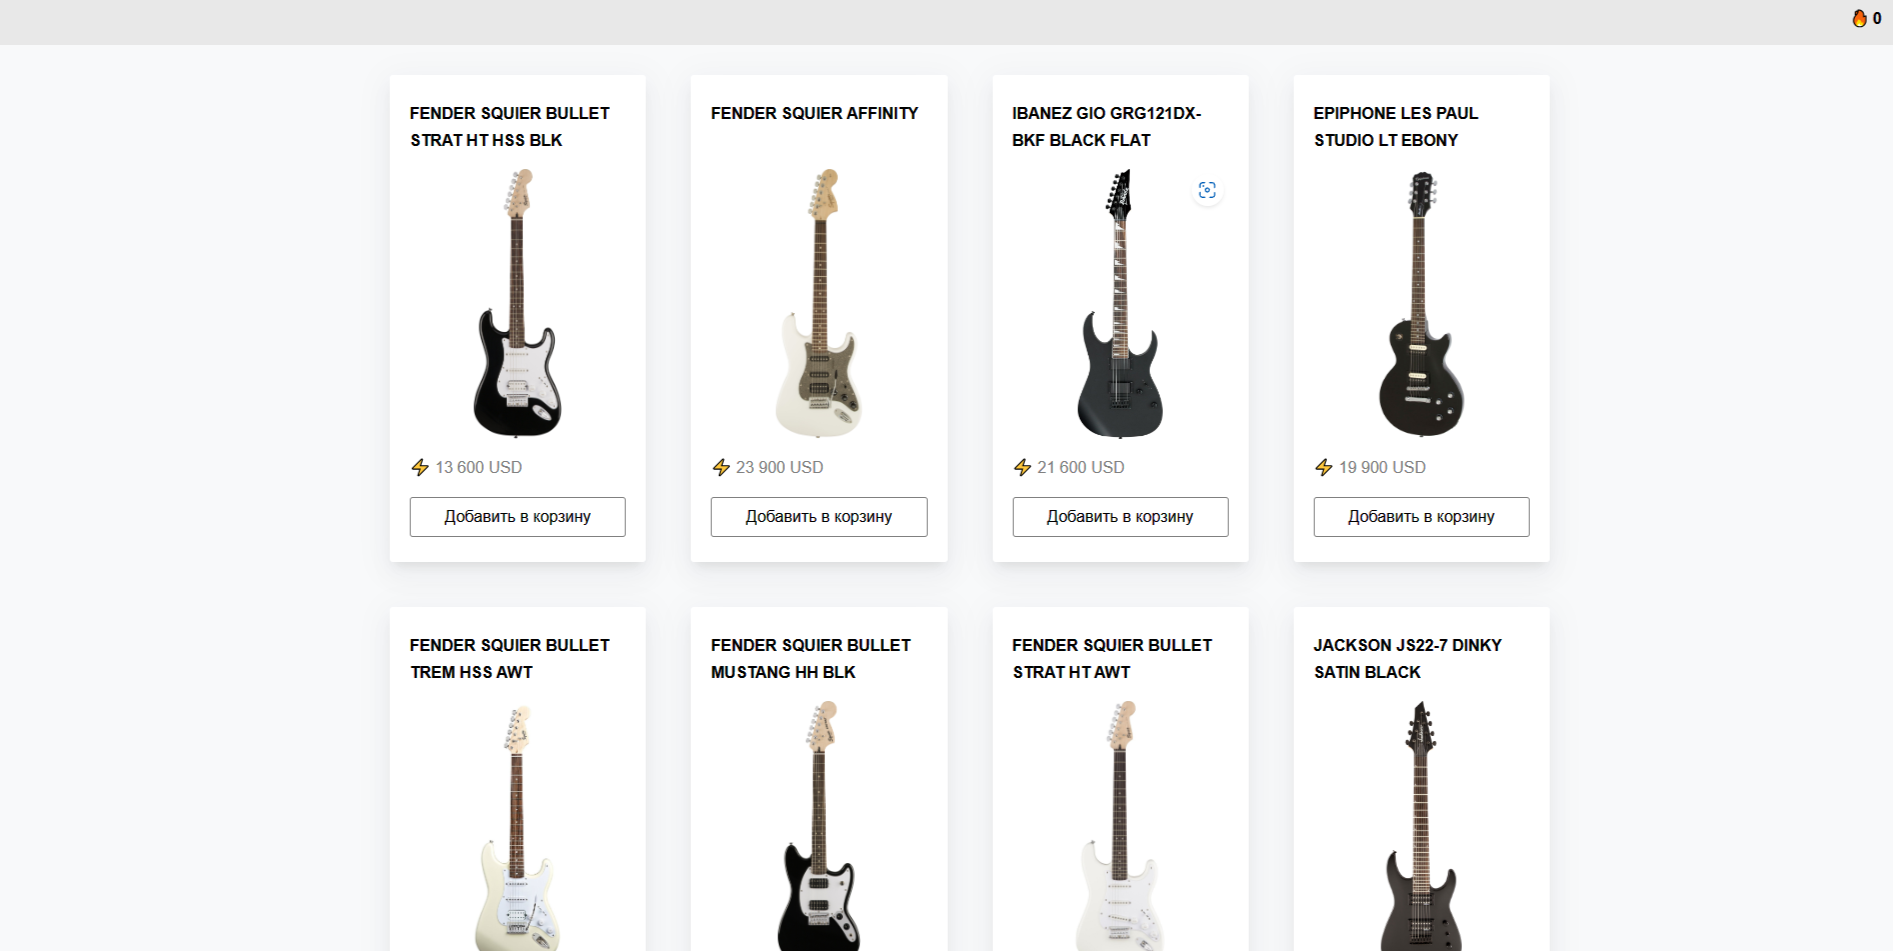 0
FENDER SQUIER BULLET
STRAT HT HSS BLK
13 600 USD
Добавить в корзину
FENDER SQUIER AFFINITY
23 900 USD
Добавить в корзину
IBANEZ GIO GRG121DX-
BKF BLACK FLAT
21 600 USD
Добавить в корзину
EPIPHONE LES PAUL
STUDIO LT EBONY
19 900 USD
Добавить в корзину
FENDER SQUIER BULLET
TREM HSS AWT
FENDER SQUIER BULLET
MUSTANG HH BLK
FENDER SQUIER BULLET
STRAT HT AWT
JACKSON JS22-7 DINKY
SATIN BLACK